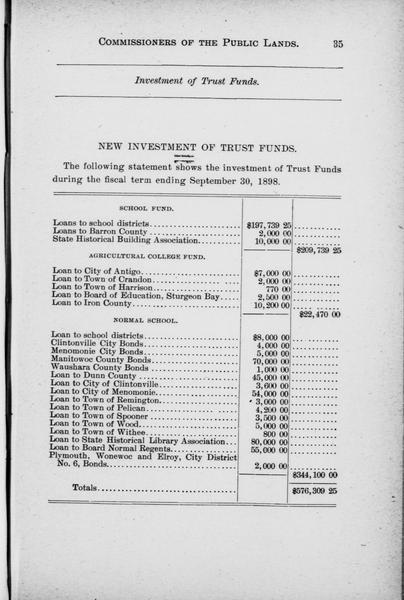 COMMISSIONERS OF THE PUBLIC LANDS. 35
Investment of Trust Funds.
NEW INVESTMENT OF TRUST FUNDS.
The following statement shows the investment of Trust Funds
during the fiscal term ending September 30, 1898.
SCHOOL FUND.
Loans to school districts $197,739 25
Loans to Barron County 2,000 00
State Historical Building Association 10,000 00
$209,739 25
AGRICULTURAL COLLEGE FUND.
Loan to City of Antigo $7,000 00
Loan to Town of Crandon 2,000 00
Loan to Town of Harrison 770 00
Loan to Board of Education, Sturgeon Bay 2,500 00
Loan to Iron County 10,200 00
$22,470 00
NORMAL SCHOOL.
Loan to school districts $8,000 00
Clintonville City Bonds 4,000 00
Menomonie City Bonds 5,000 00
Manitowoc County Bonds 70,000 00
Waushara County Bonds 1,000 00
Loan to Dunn County 45,000 00
Loan to City of Clintonville 3,600 00
Loan to City of Menomonie 54,000 00
Loan to Town of Remington 3,000 00
Loan to Town of Pelican 4,200 00
Loan to Town of Spooner 3,500 00
Loan to Town of Wood 5,000 00
Loan to Town of Withee 800 00
Loan to State Historical Library Association 80,000 00
Loan to Board Normal Regents 55,000 00
Plymouth, Wonewoc and Elroy, City District
No. 6, Bonds 2,000 00
$344,100 00
Totals $576,309 25